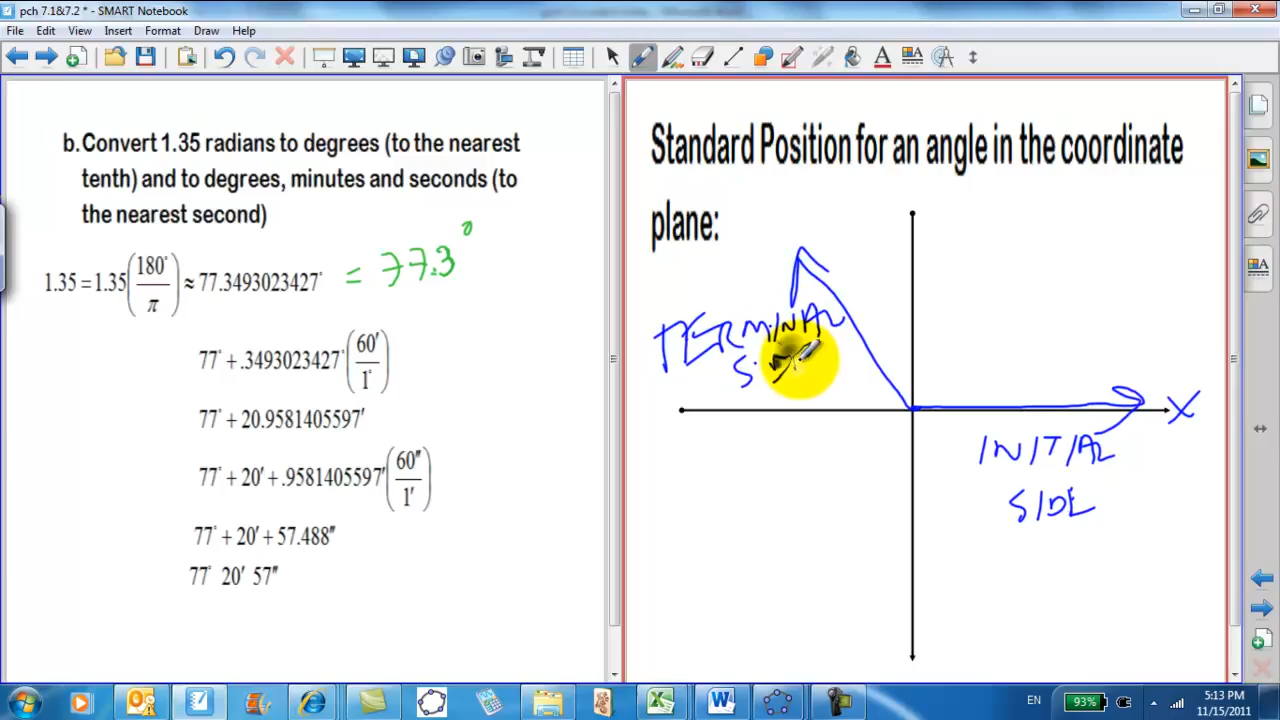 pch 7.1&7.2 * - SMART Notebook
File Edit View Insert Format Draw Help
b. Convert 1.35 radians to degrees (to the nearest
tenth) and to degrees, minutes and seconds (to
the nearest second)
1.35 = 1.35(180°/π) ≈ 77.3493023427° = 77.3°
77° + .3493023427°(60′/1°)
77° + 20.9581405597′
77° + 20′ + .9581405597′(60″/1′)
77° + 20′ + 57.488″
77° 20′ 57″
Standard Position for an angle in the coordinate
plane:
TERMINAL
X
INITIAL
SIDE
EN
93%
5:13 PM
11/15/2011